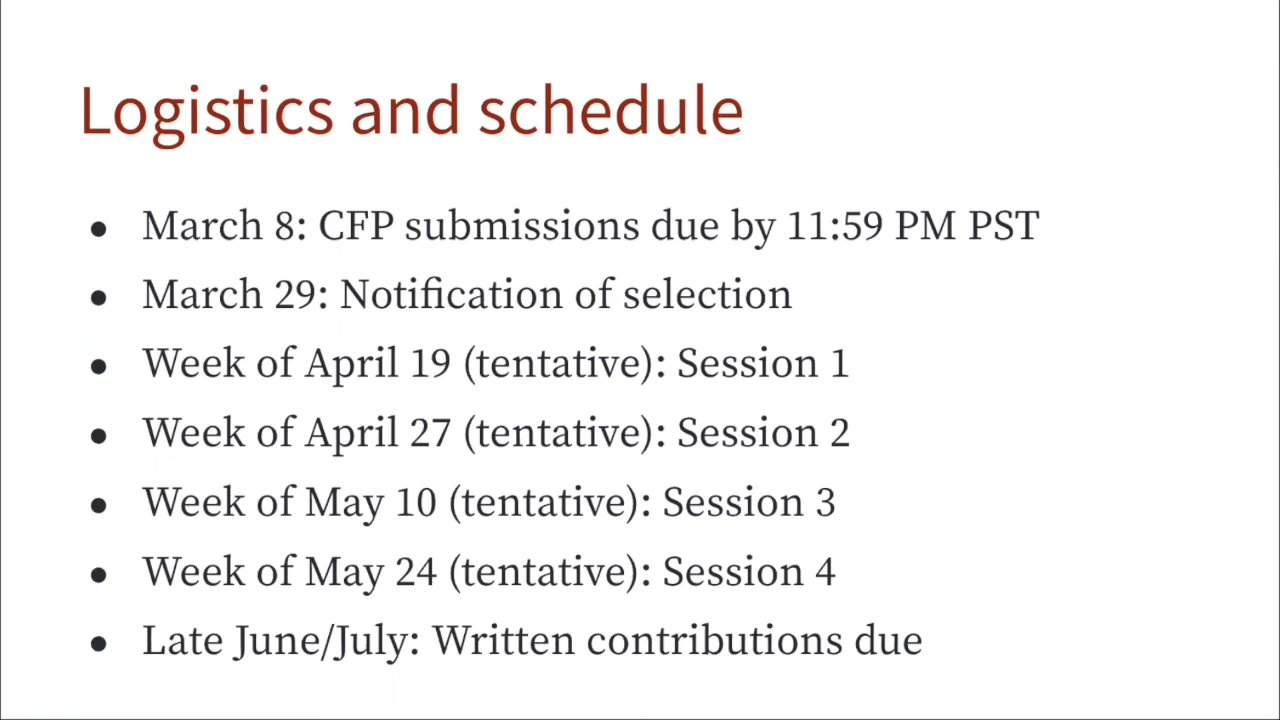 Logistics and schedule
● March 8: CFP submissions due by 11:59 PM PST
● March 29: Notification of selection
● Week of April 19 (tentative): Session 1
● Week of April 27 (tentative): Session 2
● Week of May 10 (tentative): Session 3
● Week of May 24 (tentative): Session 4
● Late June/July: Written contributions due